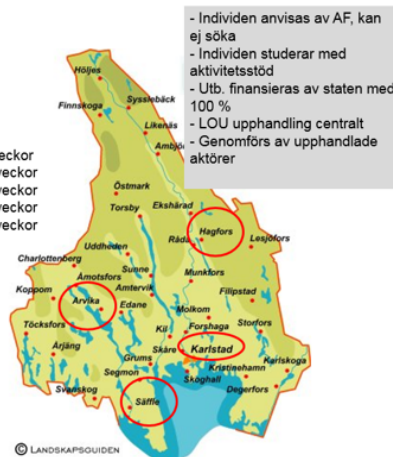 - Individen anvisas av AF, kan
ej söka
- Individen studerar med
aktivitetsstöd
- Utb. finansieras av staten med
100 %
- LOU upphandling centralt
- Genomförs av upphandlade
aktörer
Höljes
Finnskoga
Sysslebäck
Likenäs
Ambjö
eckor
veckor
veckor
veckor
veckor
Östmark
Torsby
Ekshärad
Hagfors
Råda
Lesjöfors
Uddheden
Charlottenberg
Sunne
Munkfors
Åmotsfors
Koppom
Amtervik
Filipstad
Arvika
Edane
Molkom
Töcksfors
Forshaga
Storfors
Kil
Årjäng
Skåre
Karlstad
Karlskoga
Grums
Kristinehamn
Segmon
Skoghall
Degerfors
Svanskog
Säffle
© LANDSKAPSGUIDEN